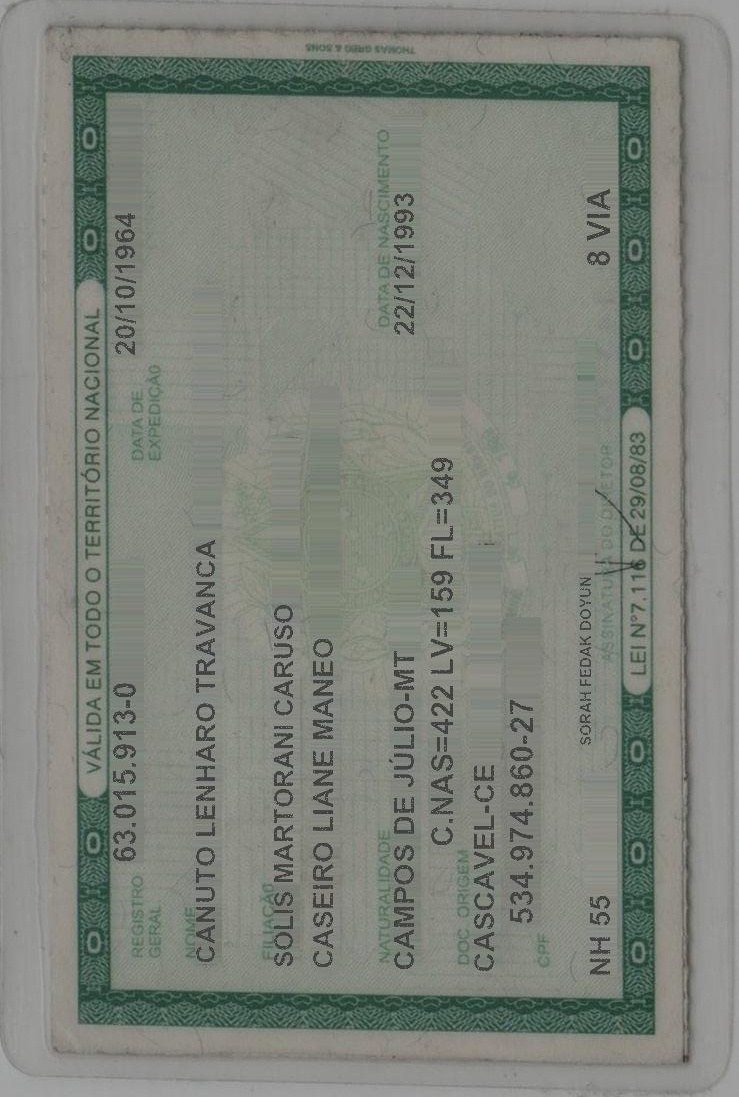 VÁLIDA EM TODO O TERRITÓRIO NACIONAL
REGISTRO GERAL 63.015.913-0 DATA DE EXPEDIÇÃO 20/10/1964
NOME
CANUTO LENHARO TRAVANCA
FILIAÇÃO
SOLIS MARTORANI CARUSO
CASEIRO LIANE MANEO
NATURALIDADE DATA DE NASCIMENTO
CAMPOS DE JÚLIO-MT 22/12/1993
DOC. ORIGEM C.NAS=422 LV=159 FL=349
CASCAVEL-CE
CPF 534.974.860-27
NH 55 SORAH FEDAK DOYUN 8 VIA
ASSINATURA DO DIRETOR
LEI Nº7.116 DE 29/08/83
THOMAS GREG & SONS